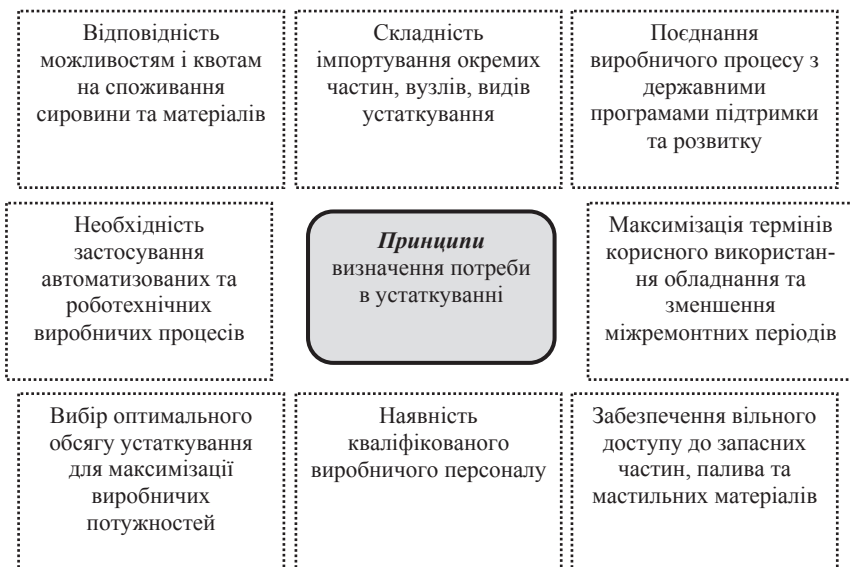 Відповідність
можливостям і квотам
на споживання
сировини та матеріалів
Складність
імпортування окремих
частин, вузлів, видів
устаткування
Поєднання
виробничого процесу з
державними
програмами підтримки
та розвитку
Необхідність
застосування
автоматизованих та
роботехнічних
виробничих процесів
Принципи
визначення потреби
в устаткуванні
Максимізація термінів
корисного використан-
ня обладнання та
зменшення
міжремонтних періодів
Вибір оптимального
обсягу устаткування
для максимізації
виробничих
потужностей
Наявність
кваліфікованого
виробничого персоналу
Забезпечення вільного
доступу до запасних
частин, палива та
мастильних матеріалів